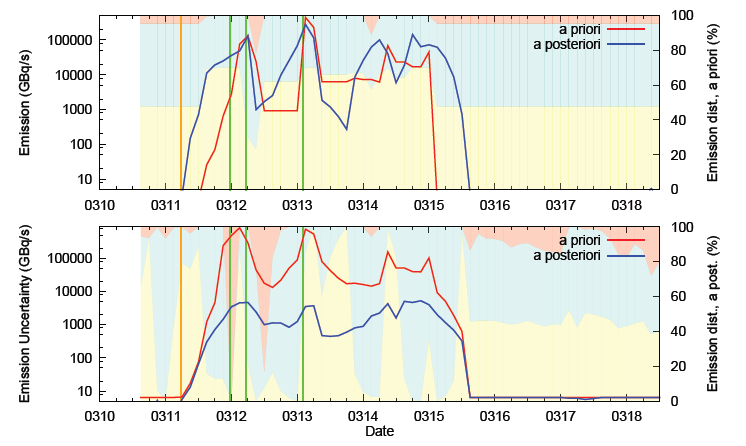 Emission (GBq/s)
100000
10000
1000
100
10
a priori
a posteriori
100
80
60
40
20
0
Emission dist., a priori (%)
0310 0311 0312 0313 0314 0315 0316 0317 0318
Emission Uncertainty (GBq/s)
100000
10000
1000
100
10
a priori
a posteriori
100
80
60
40
20
0
Emission dist., a post. (%)
0310 0311 0312 0313 0314 0315 0316 0317 0318
Date